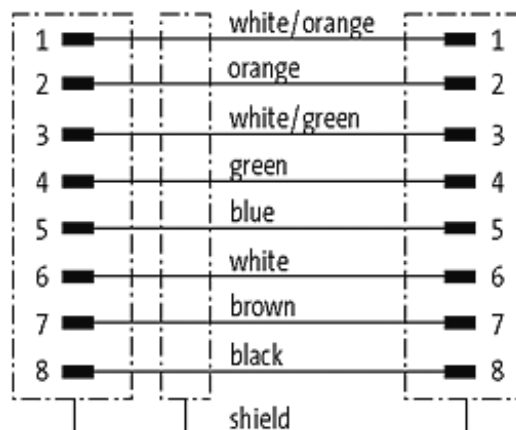 1 white/orange 1
2 orange 2
3 white/green 3
4 green 4
5 blue 5
6 white 6
7 brown 7
8 black 8
shield